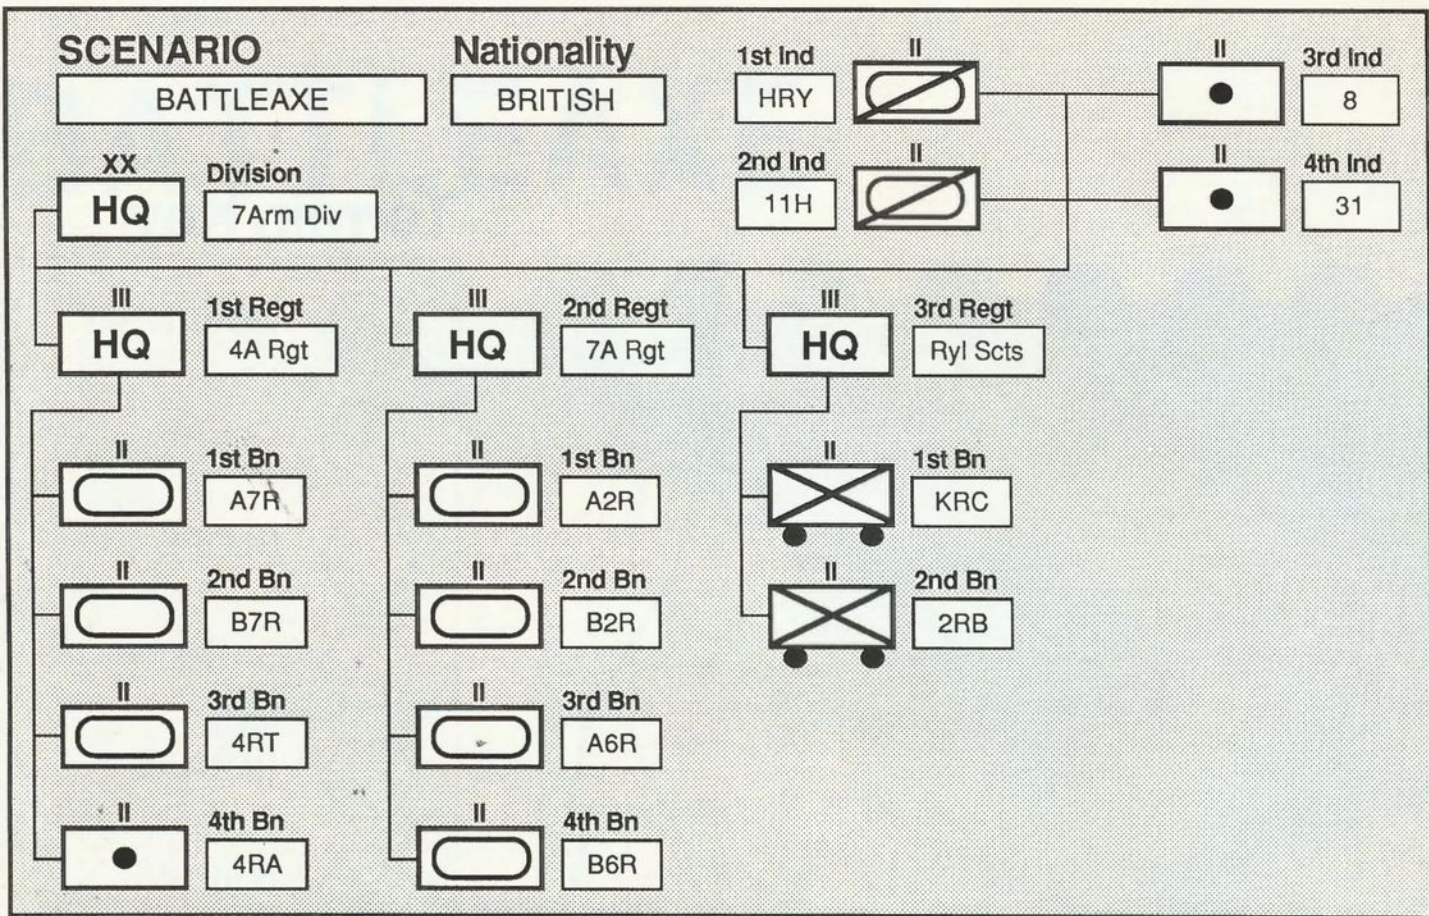 SCENARIO
BATTLEAXE
Nationality
BRITISH
1st Ind
HRY
II
II
3rd Ind
8
2nd Ind
11H
II
II
4th Ind
31
XX
HQ
Division
7Arm Div
III
HQ
1st Regt
4A Rgt
III
HQ
2nd Regt
7A Rgt
III
HQ
3rd Regt
Ryl Scts
II
1st Bn
A7R
II
1st Bn
A2R
II
1st Bn
KRC
II
2nd Bn
B7R
II
2nd Bn
B2R
II
2nd Bn
2RB
II
3rd Bn
4RT
II
3rd Bn
A6R
II
4th Bn
4RA
II
4th Bn
B6R